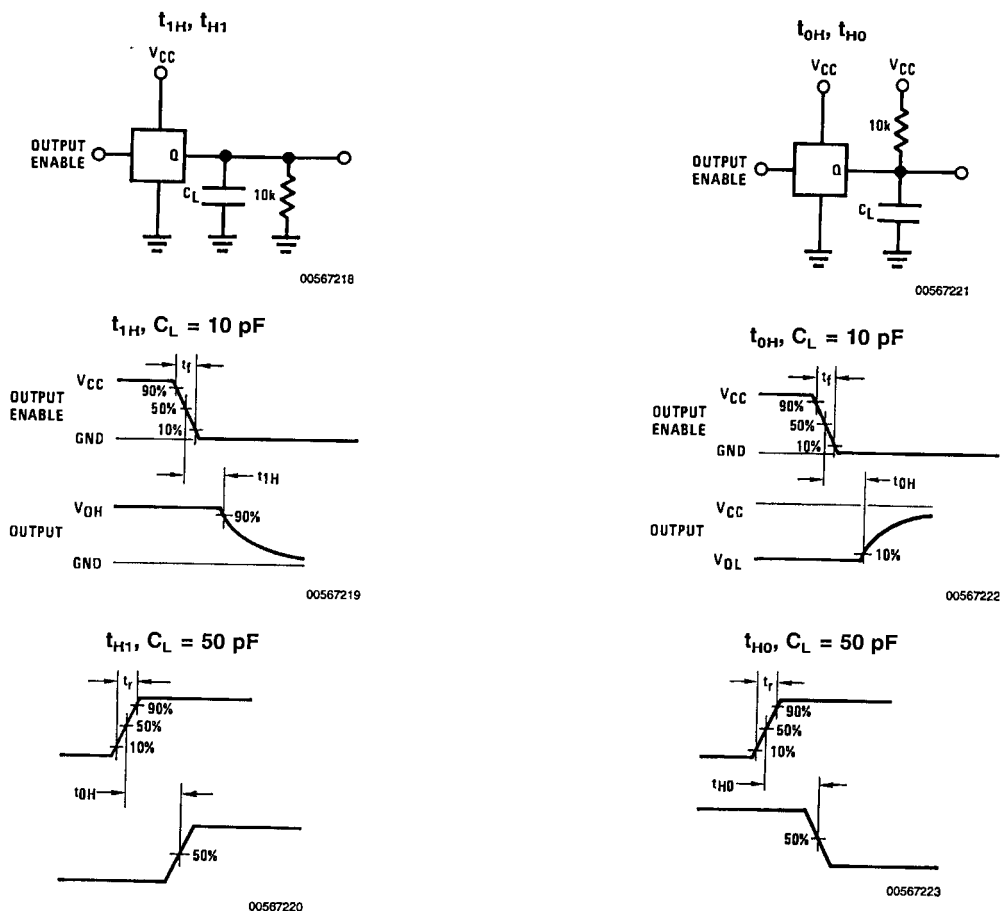 t1H, tH1
VCC
OUTPUT
ENABLE
Q
CL
10k
00567218
t0H, tH0
VCC
VCC
10k
OUTPUT
ENABLE
Q
CL
00567221
t1H, CL = 10 pF
tf
VCC
90%
OUTPUT
ENABLE
50%
10%
GND
t1H
VOH
90%
OUTPUT
GND
00567219
t0H, CL = 10 pF
tf
VCC
90%
OUTPUT
ENABLE
50%
10%
GND
t0H
VCC
OUTPUT
10%
VOL
00567222
tH1, CL = 50 pF
tr
90%
50%
10%
t0H
50%
00567220
tH0, CL = 50 pF
tr
90%
50%
10%
tH0
50%
00567223